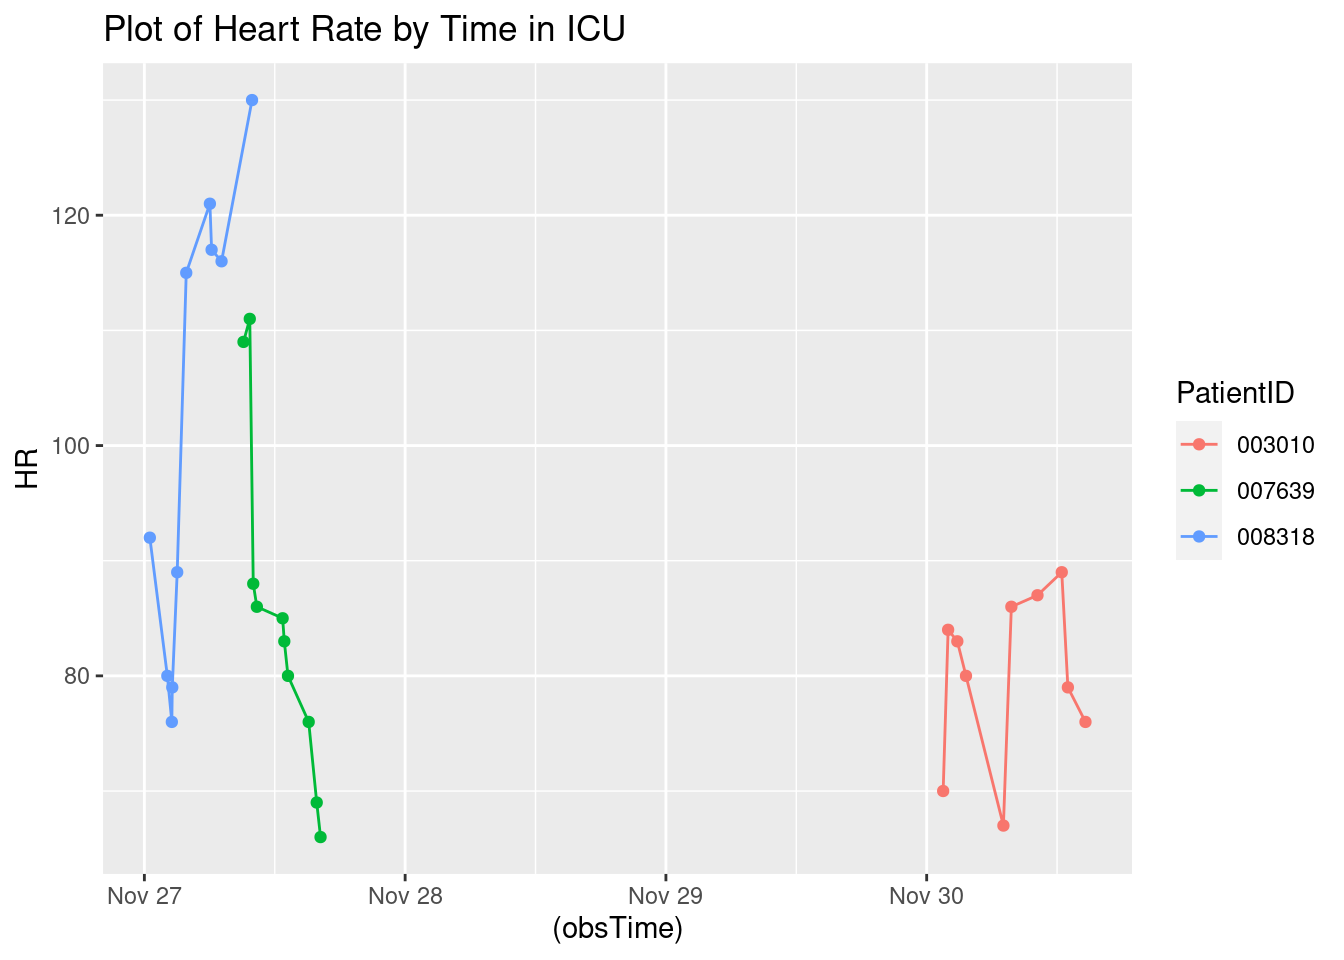 Plot of Heart Rate by Time in ICU
120
100
80
HR
Nov 27
Nov 28
Nov 29
Nov 30
(obsTime)
PatientID
003010
007639
008318